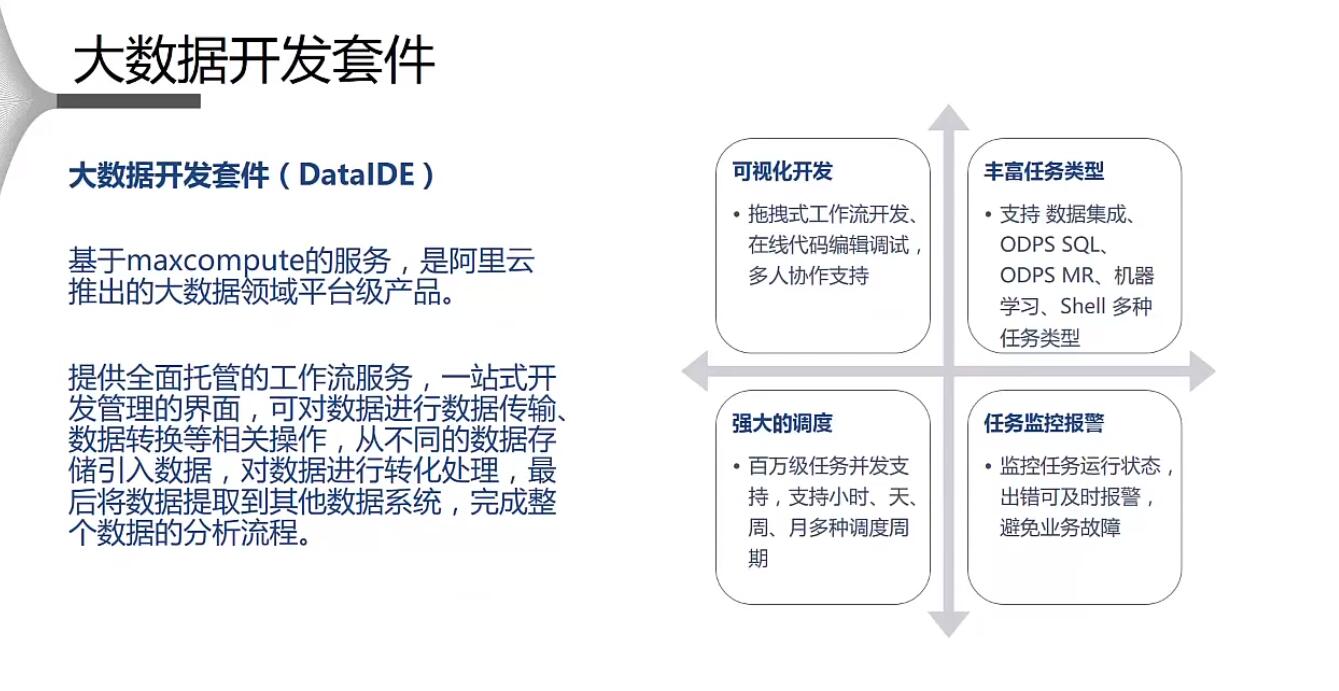 大数据开发套件
大数据开发套件（DataIDE）
基于maxcompute的服务，是阿里云
推出的大数据领域平台级产品。
提供全面托管的工作流服务，一站式开
发管理的界面，可对数据进行数据传输、
数据转换等相关操作，从不同的数据存
储引入数据，对数据进行转化处理，最
后将数据提取到其他数据系统，完成整
个数据的分析流程。
可视化开发
• 拖拽式工作流开发、
在线代码编辑调试，
多人协作支持
丰富任务类型
• 支持 数据集成、
ODPS SQL、
ODPS MR、机器
学习、Shell 多种
任务类型
强大的调度
• 百万级任务并发支
持，支持小时、天、
周、月多种调度周
期
任务监控报警
• 监控任务运行状态，
出错可及时报警，
避免业务故障